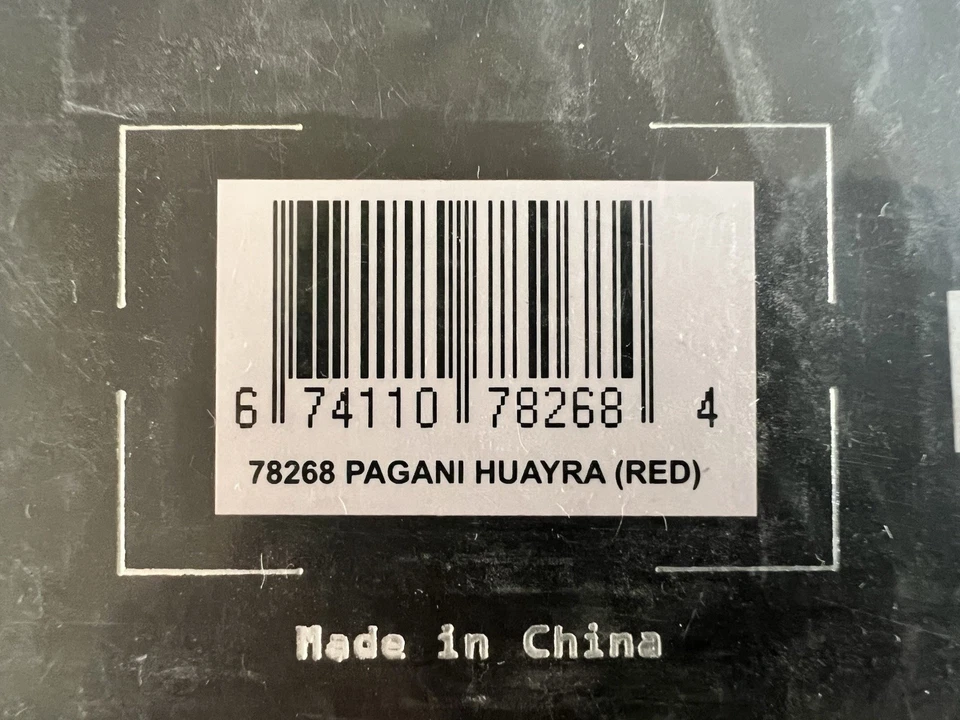 6 74110 78268 4
78268 PAGANI HUAYRA (RED)
Made in China